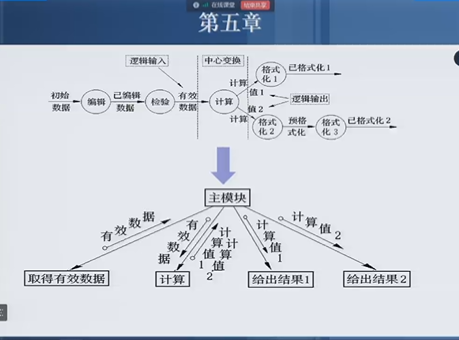 在线课堂 结束共享
第五章
逻辑输入 中心变换
初始数据
编辑
已编辑数据
检验
有效数据
计算
计算值1
格式化1
已格式化1
逻辑输出
计算值2
格式化2
预格式化
格式化3
已格式化2
主模块
有效数据
有效数据
计算值1
计算值2
计算值1
计算值2
取得有效数据
计算
给出结果1
给出结果2